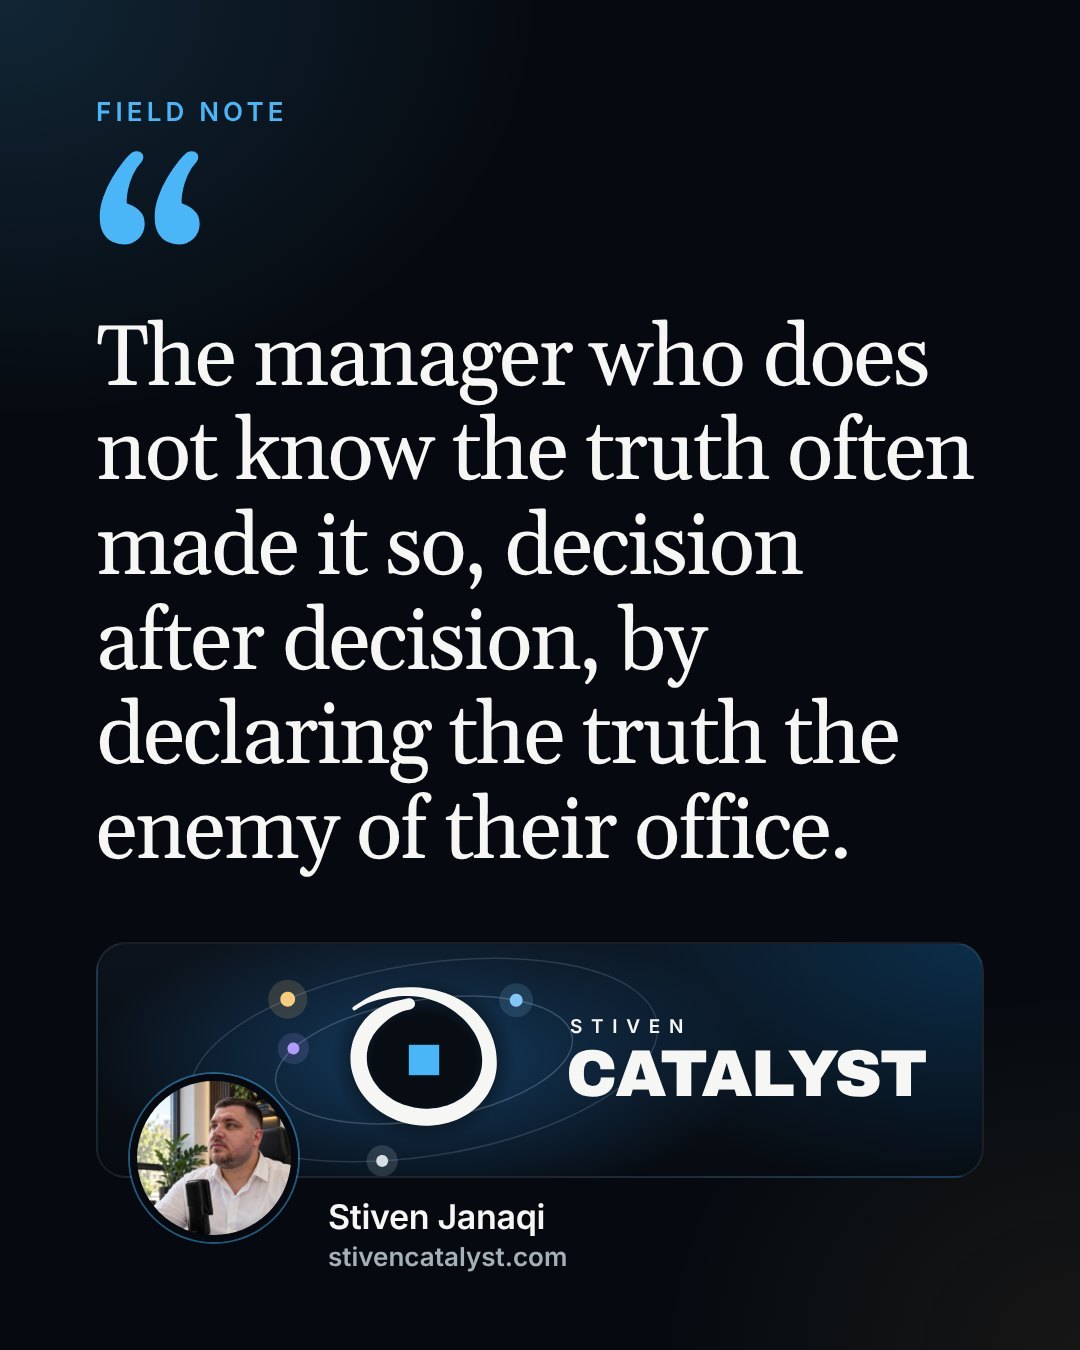 FIELD NOTE
“
The manager who does
not know the truth often
made it so, decision
after decision, by
declaring the truth the
enemy of their office.
STIVEN
CATALYST
Stiven Janaqi
stivencatalyst.com